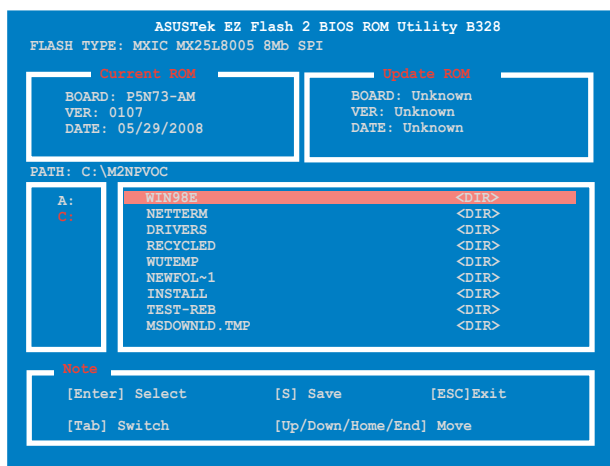 ASUSTek EZ Flash 2 BIOS ROM Utility B328
FLASH TYPE: MXIC MX25L8005 8Mb SPI
Current ROM
BOARD: P5N73-AM
VER: 0107
DATE: 05/29/2008
Update ROM
BOARD: Unknown
VER: Unknown
DATE: Unknown
PATH: C:\M2NPVOC
A:
C:
WIN98E <DIR>
NETTERM <DIR>
DRIVERS <DIR>
RECYCLED <DIR>
WUTEMP <DIR>
NEWFOL~1 <DIR>
INSTALL <DIR>
TEST-REB <DIR>
MSDOWNLD.TMP <DIR>
Note
[Enter] Select [S] Save [ESC]Exit
[Tab] Switch [Up/Down/Home/End] Move